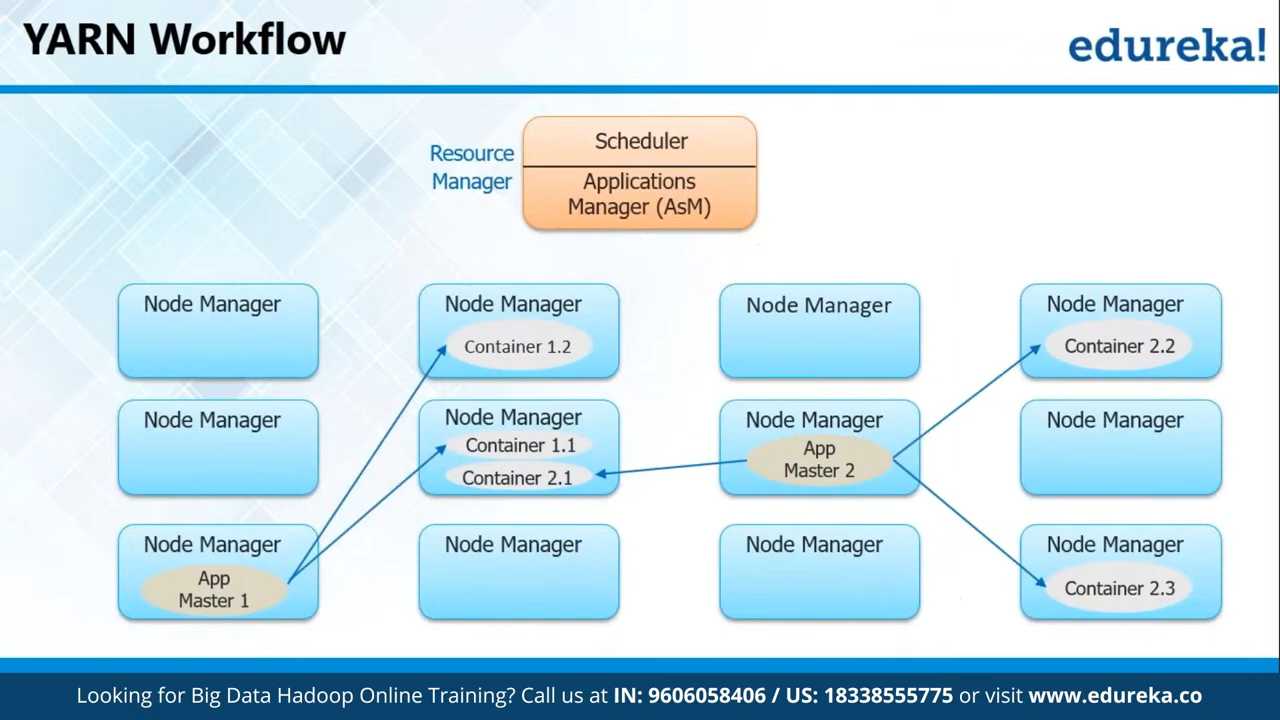 YARN Workflow
edureka!
Resource
Manager
Scheduler
Applications
Manager (AsM)
Node Manager
Node Manager
Container 1.2
Node Manager
Node Manager
Container 2.2
Node Manager
Node Manager
Container 1.1
Container 2.1
Node Manager
App
Master 2
Node Manager
Node Manager
App
Master 1
Node Manager
Node Manager
Node Manager
Container 2.3
Looking for Big Data Hadoop Online Training? Call us at IN: 9606058406 / US: 18338555775 or visit www.edureka.co